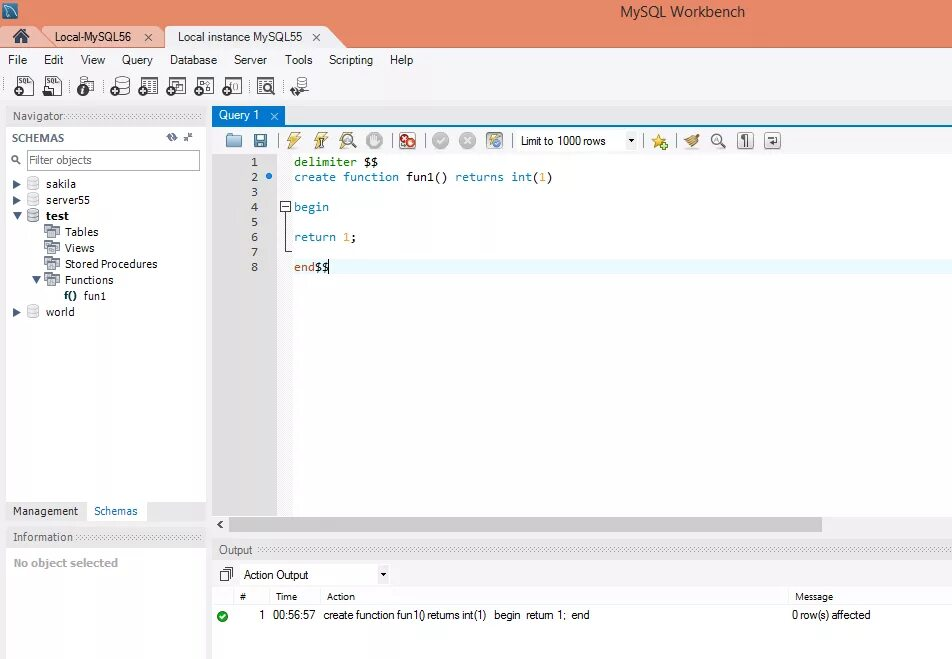 MySQL Workbench
Local-MySQL56
Local instance MySQL55
File Edit View Query Database Server Tools Scripting Help
Navigator
SCHEMAS
Filter objects
sakila
server55
test
Tables
Views
Stored Procedures
Functions
f() fun1
world
Management Schemas
Information
No object selected
Query 1
Limit to 1000 rows
1 delimiter $$
2 create function fun1() returns int(1)
3
4 begin
5
6 return 1;
7
8 end$$
Output
Action Output
# Time Action Message
1 00:56:57 create function fun1() returns int(1) begin return 1; end 0 row(s) affected